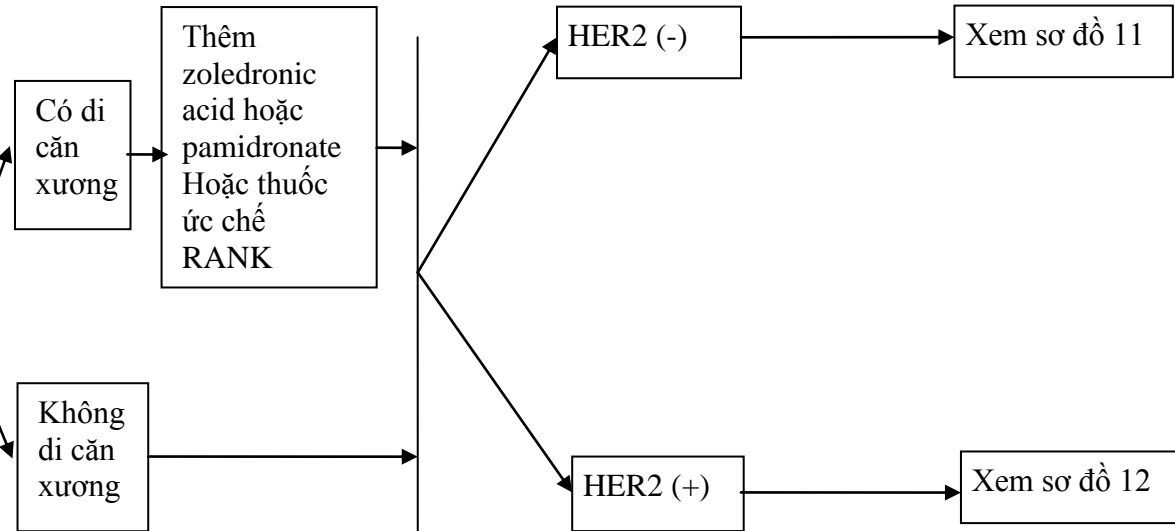 Có di
căn
xương
Thêm
zoledronic
acid hoặc
pamidronate
Hoặc thuốc
ức chế
RANK
HER2 (-)
Xem sơ đồ 11
Không
di căn
xương
HER2 (+)
Xem sơ đồ 12